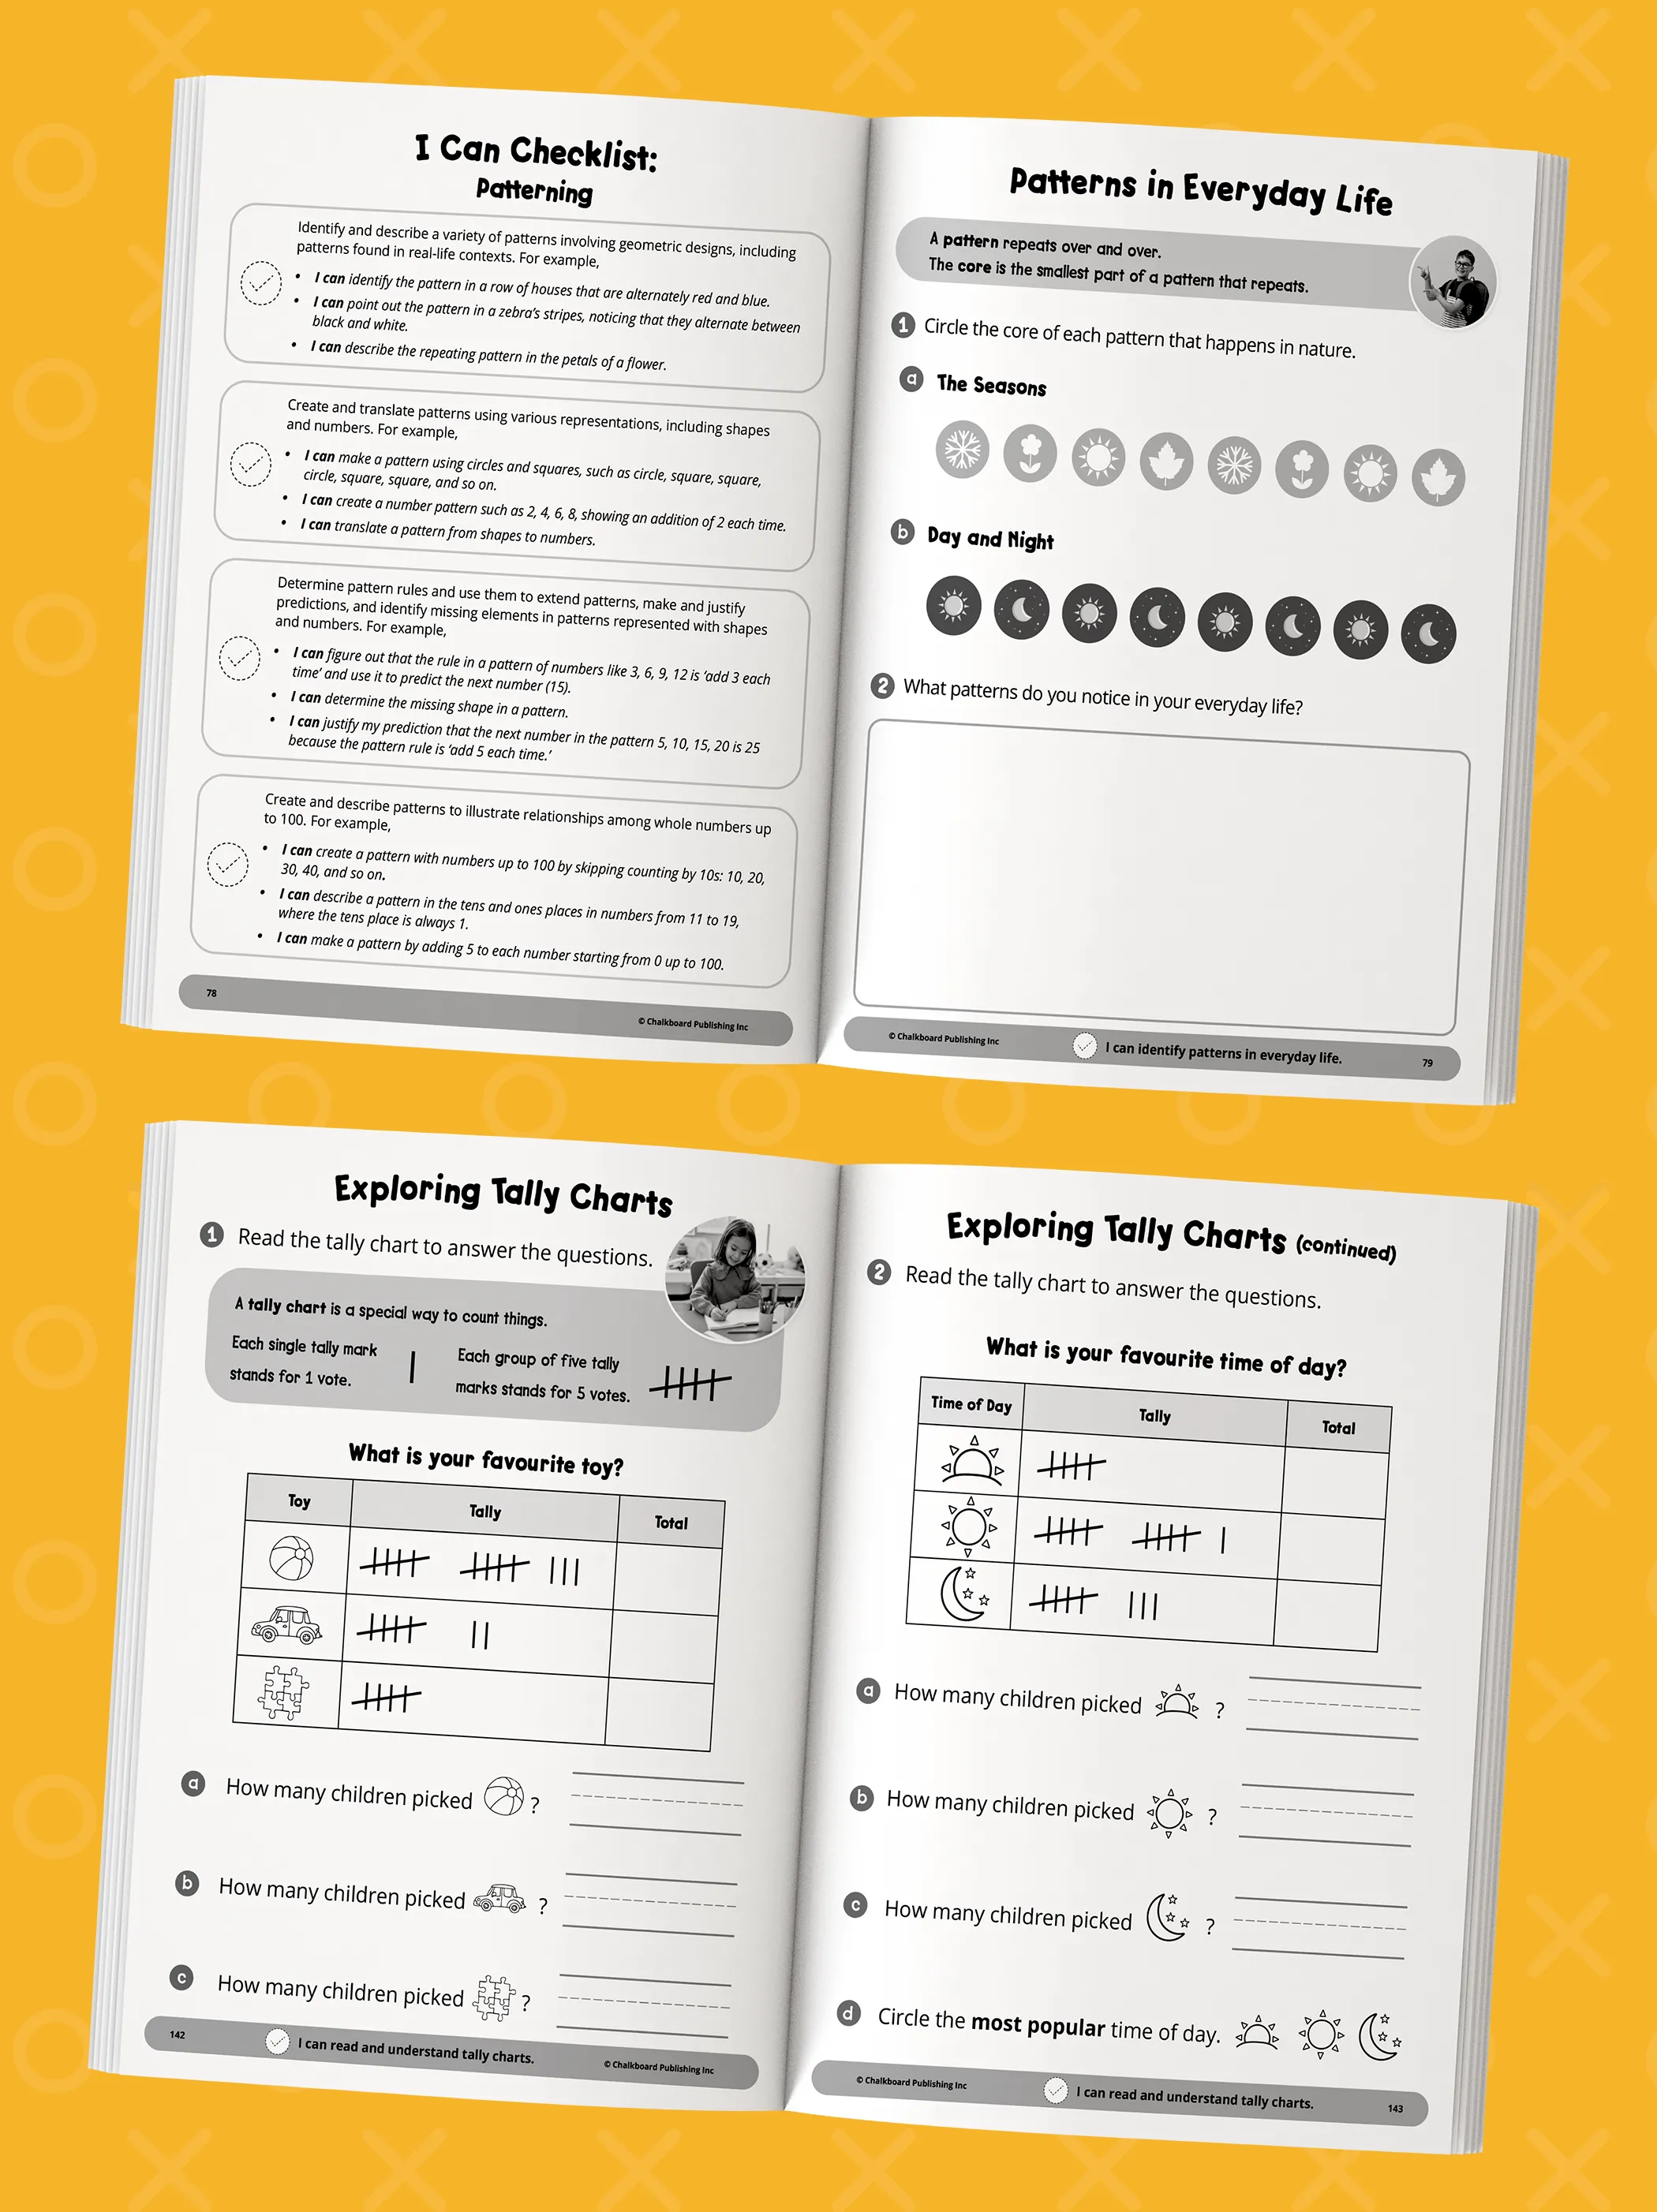 I Can Checklist:
Patterning
Identify and describe a variety of patterns involving geometric designs, including
patterns found in real-life contexts. For example,
• I can identify the pattern in a row of houses that are alternately red and blue.
• I can point out the pattern in a zebra's stripes, noticing that they alternate between
black and white.
• I can describe the repeating pattern in the petals of a flower.
Create and translate patterns using various representations, including shapes
and numbers. For example,
• I can make a pattern using circles and squares, such as circle, square, square,
circle, square, square, and so on.
• I can create a number pattern such as 2, 4, 6, 8, showing an addition of 2 each time.
• I can translate a pattern from shapes to numbers.
Determine pattern rules and use them to extend patterns, make and justify
predictions, and identify missing elements in patterns represented with shapes
and numbers. For example,
• I can figure out that the rule in a pattern of numbers like 3, 6, 9, 12 is 'add 3 each
time' and use it to predict the next number (15).
• I can determine the missing shape in a pattern.
• I can justify my prediction that the next number in the pattern 5, 10, 15, 20 is 25
because the pattern rule is 'add 5 each time.'
Create and describe patterns to illustrate relationships among whole numbers up
to 100. For example,
• I can create a pattern with numbers up to 100 by skipping counting by 10s: 10, 20,
30, 40, and so on.
• I can describe a pattern in the tens and ones places in numbers from 11 to 19,
where the tens place is always 1.
• I can make a pattern by adding 5 to each number starting from 0 up to 100.
78
© Chalkboard Publishing Inc
Patterns in Everyday Life
A pattern repeats over and over.
The core is the smallest part of a pattern that repeats.
1 Circle the core of each pattern that happens in nature.
a The Seasons
b Day and Night
2 What patterns do you notice in your everyday life?
© Chalkboard Publishing Inc
I can identify patterns in everyday life.
79
Exploring Tally Charts
1 Read the tally chart to answer the questions.
A tally chart is a special way to count things.
Each single tally mark
stands for 1 vote.
Each group of five tally
marks stands for 5 votes.
What is your favourite toy?
Toy Tally Total
a How many children picked ?
b How many children picked ?
c How many children picked ?
142
I can read and understand tally charts.
© Chalkboard Publishing Inc
Exploring Tally Charts (continued)
2 Read the tally chart to answer the questions.
What is your favourite time of day?
Time of Day Tally Total
a How many children picked ?
b How many children picked ?
c How many children picked ?
d Circle the most popular time of day.
© Chalkboard Publishing Inc
I can read and understand tally charts.
143